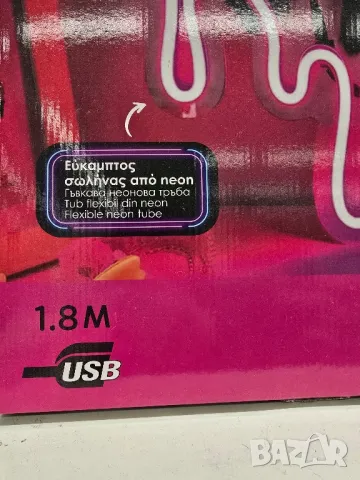 Εύκαμπτος
σωλήνας από neon
Гъвкава неонова тръба
Tub flexibil din neon
Flexible neon tube
1.8M
USB
BAZAR